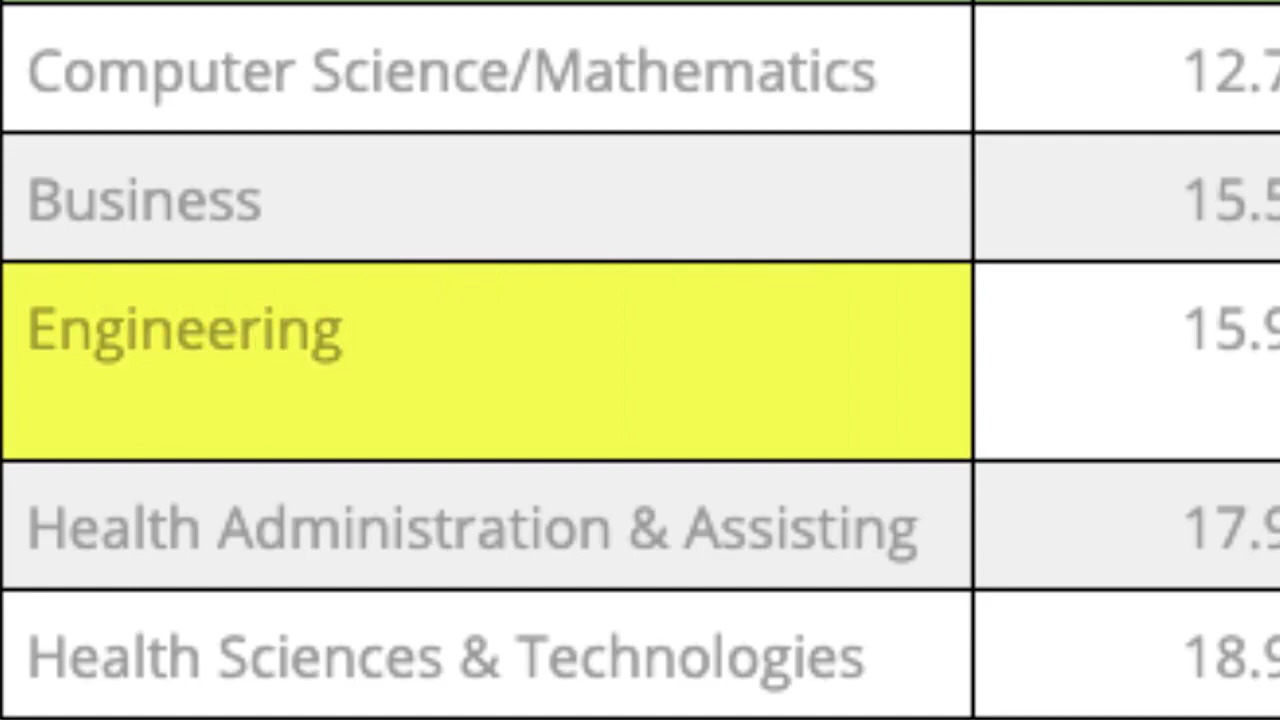 Computer Science/Mathematics 12.7
Business 15.5
Engineering 15.9
Health Administration & Assisting 17.9
Health Sciences & Technologies 18.9